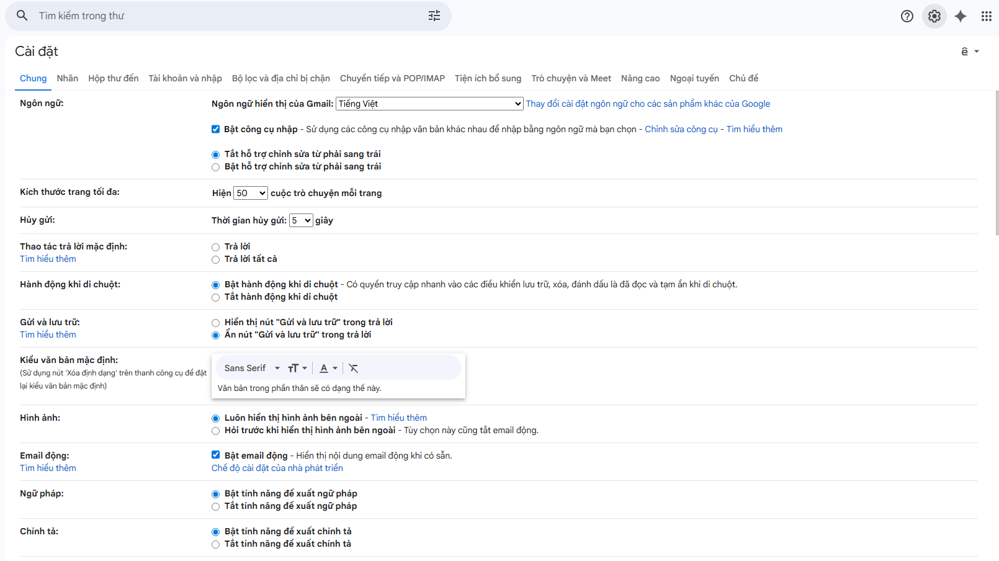 Tìm kiếm trong thư
Cài đặt
ê
Chung Nhãn Hộp thư đến Tài khoản và nhập Bộ lọc và địa chỉ bị chặn Chuyển tiếp và POP/IMAP Tiện ích bổ sung Trò chuyện và Meet Nâng cao Ngoại tuyến Chủ đề
Ngôn ngữ: Ngôn ngữ hiển thị của Gmail: Tiếng Việt Thay đổi cài đặt ngôn ngữ cho các sản phẩm khác của Google
Bật công cụ nhập - Sử dụng các công cụ nhập văn bản khác nhau để nhập bằng ngôn ngữ mà bạn chọn - Chỉnh sửa công cụ - Tìm hiểu thêm
Tắt hỗ trợ chỉnh sửa từ phải sang trái
Bật hỗ trợ chỉnh sửa từ phải sang trái
Kích thước trang tối đa: Hiện 50 cuộc trò chuyện mỗi trang
Hủy gửi: Thời gian hủy gửi: 5 giây
Thao tác trả lời mặc định: Trả lời
Tìm hiểu thêm Trả lời tất cả
Hành động khi di chuột: Bật hành động khi di chuột - Có quyền truy cập nhanh vào các điều khiển lưu trữ, xóa, đánh dấu là đã đọc và tạm ẩn khi di chuột.
Tắt hành động khi di chuột
Gửi và lưu trữ: Hiển thị nút "Gửi và lưu trữ" trong trả lời
Tìm hiểu thêm Ẩn nút "Gửi và lưu trữ" trong trả lời
Kiểu văn bản mặc định:
(Sử dụng nút 'Xóa định dạng' trên thanh công cụ để đặt
lại kiểu văn bản mặc định)
Sans Serif
Văn bản trong phần thân sẽ có dạng thế này.
Hình ảnh: Luôn hiển thị hình ảnh bên ngoài - Tìm hiểu thêm
Hỏi trước khi hiển thị hình ảnh bên ngoài - Tùy chọn này cũng tắt email động.
Email động: Bật email động - Hiển thị nội dung email động khi có sẵn.
Tìm hiểu thêm Chế độ cài đặt của nhà phát triển
Ngữ pháp: Bật tính năng đề xuất ngữ pháp
Tắt tính năng đề xuất ngữ pháp
Chính tả: Bật tính năng đề xuất chính tả
Tắt tính năng đề xuất chính tả